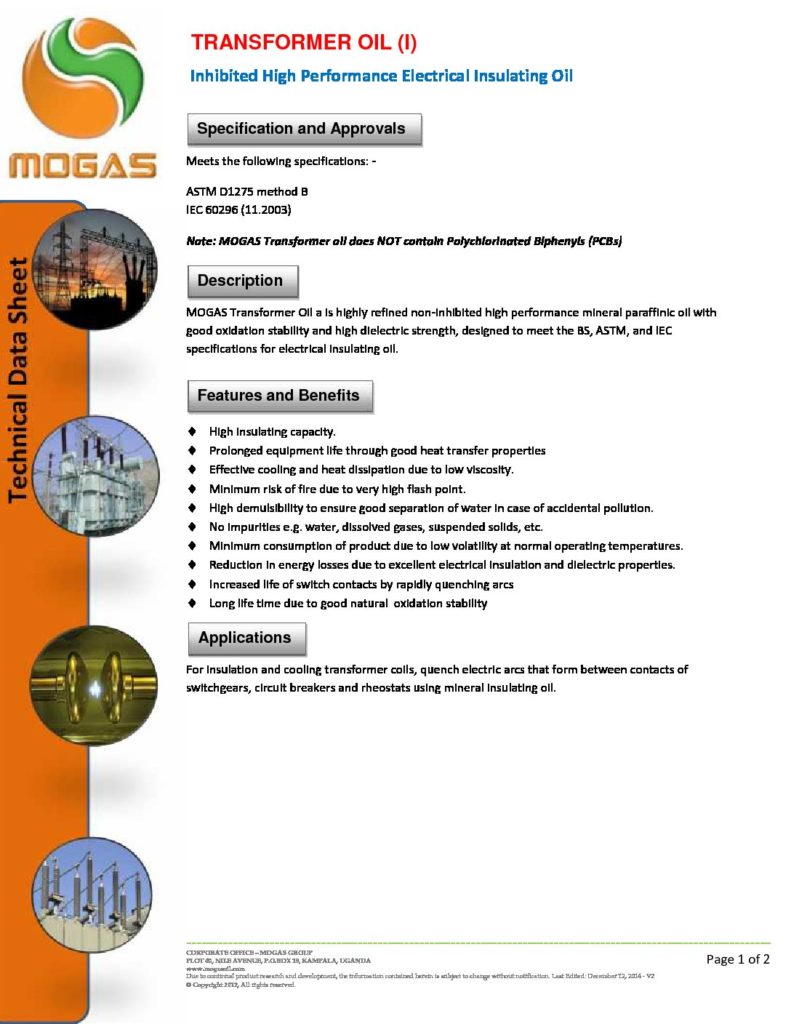 TRANSFORMER OIL (I)
Inhibited High Performance Electrical Insulating Oil
MOGAS
Technical Data Sheet
Specification and Approvals
Meets the following specifications: -
ASTM D1275 method B
IEC 60296 (11.2003)
Note: MOGAS Transformer oil does NOT contain Polychlorinated Biphenyls (PCBs)
Description
MOGAS Transformer Oil a is highly refined non-inhibited high performance mineral paraffinic oil with
good oxidation stability and high dielectric strength, designed to meet the BS, ASTM, and IEC
specifications for electrical insulating oil.
Features and Benefits
♦ High insulating capacity.
♦ Prolonged equipment life through good heat transfer properties
♦ Effective cooling and heat dissipation due to low viscosity.
♦ Minimum risk of fire due to very high flash point.
♦ High demulsibility to ensure good separation of water in case of accidental pollution.
♦ No impurities e.g. water, dissolved gases, suspended solids, etc.
♦ Minimum consumption of product due to low volatility at normal operating temperatures.
♦ Reduction in energy losses due to excellent electrical insulation and dielectric properties.
♦ Increased life of switch contacts by rapidly quenching arcs
♦ Long life time due to good natural oxidation stability
Applications
For insulation and cooling transformer coils, quench electric arcs that form between contacts of
switchgears, circuit breakers and rheostats using mineral insulating oil.
CORPORATE OFFICE – MOGAS GROUP
NILE AVENUE, P.O.BOX KAMPALA, UGANDA
Due to continual product research and development, the information contained herein is subject to change without notification. Last Edited: December 12, 2014 - V2
© Copyright 2012, All rights reserved.
Page 1 of 2